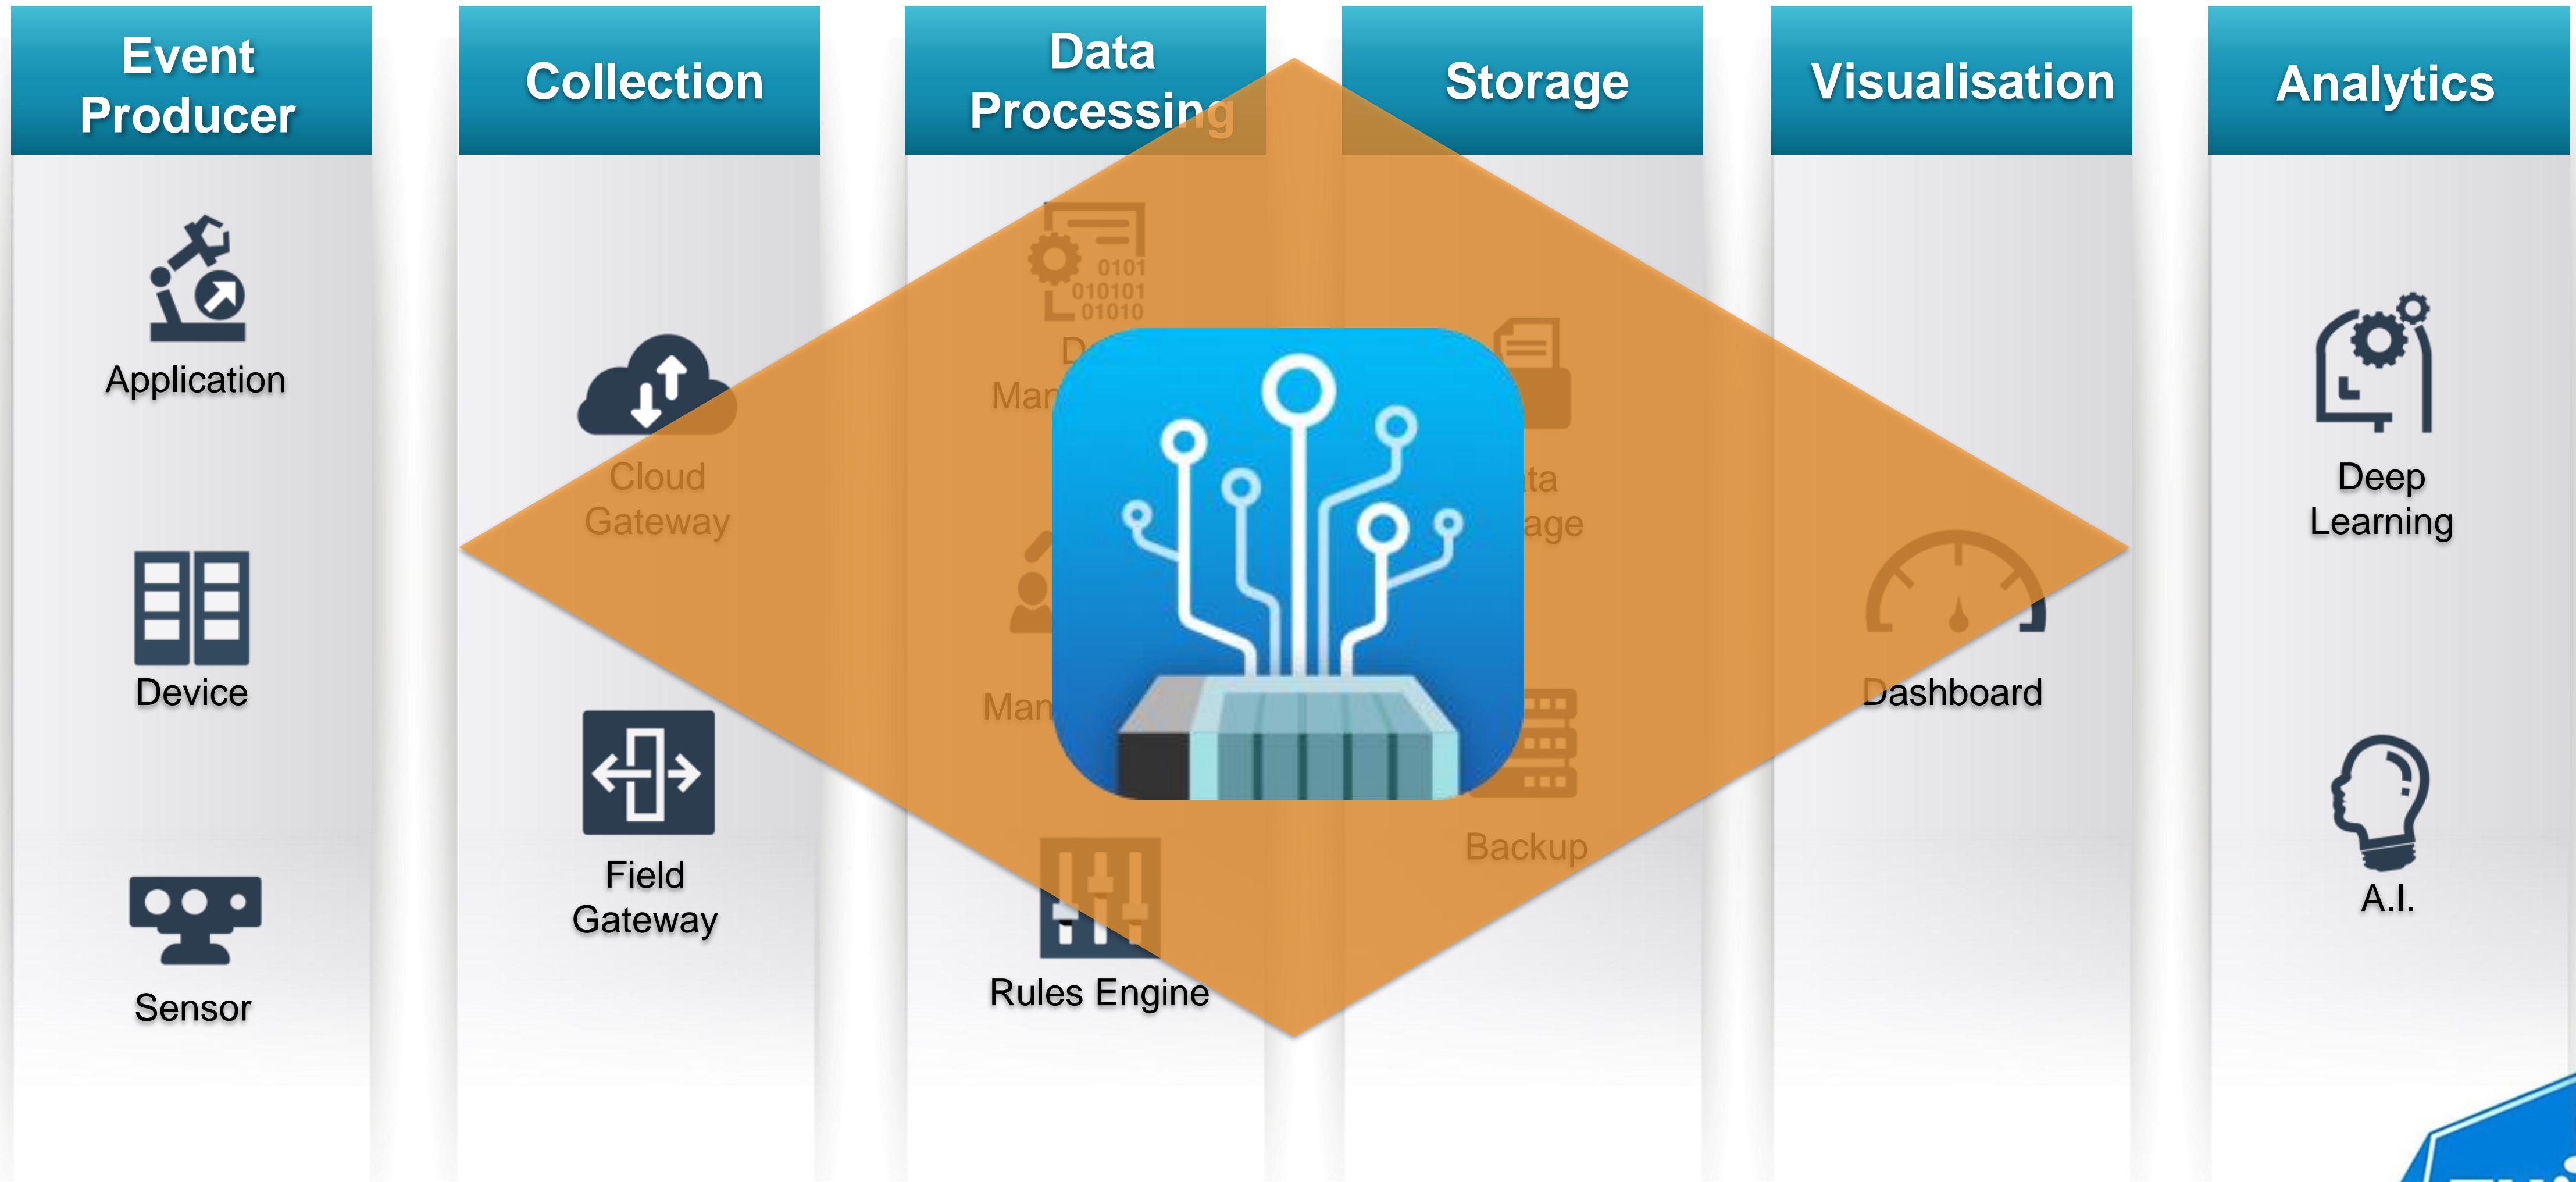 Event
Producer
Collection
Data
Processing
Storage
Visualisation
Analytics
Application
Device
Sensor
Cloud
Gateway
Field
Gateway
0101
010101
01010
Rules Engine
Backup
Dashboard
Deep
Learning
A.I.